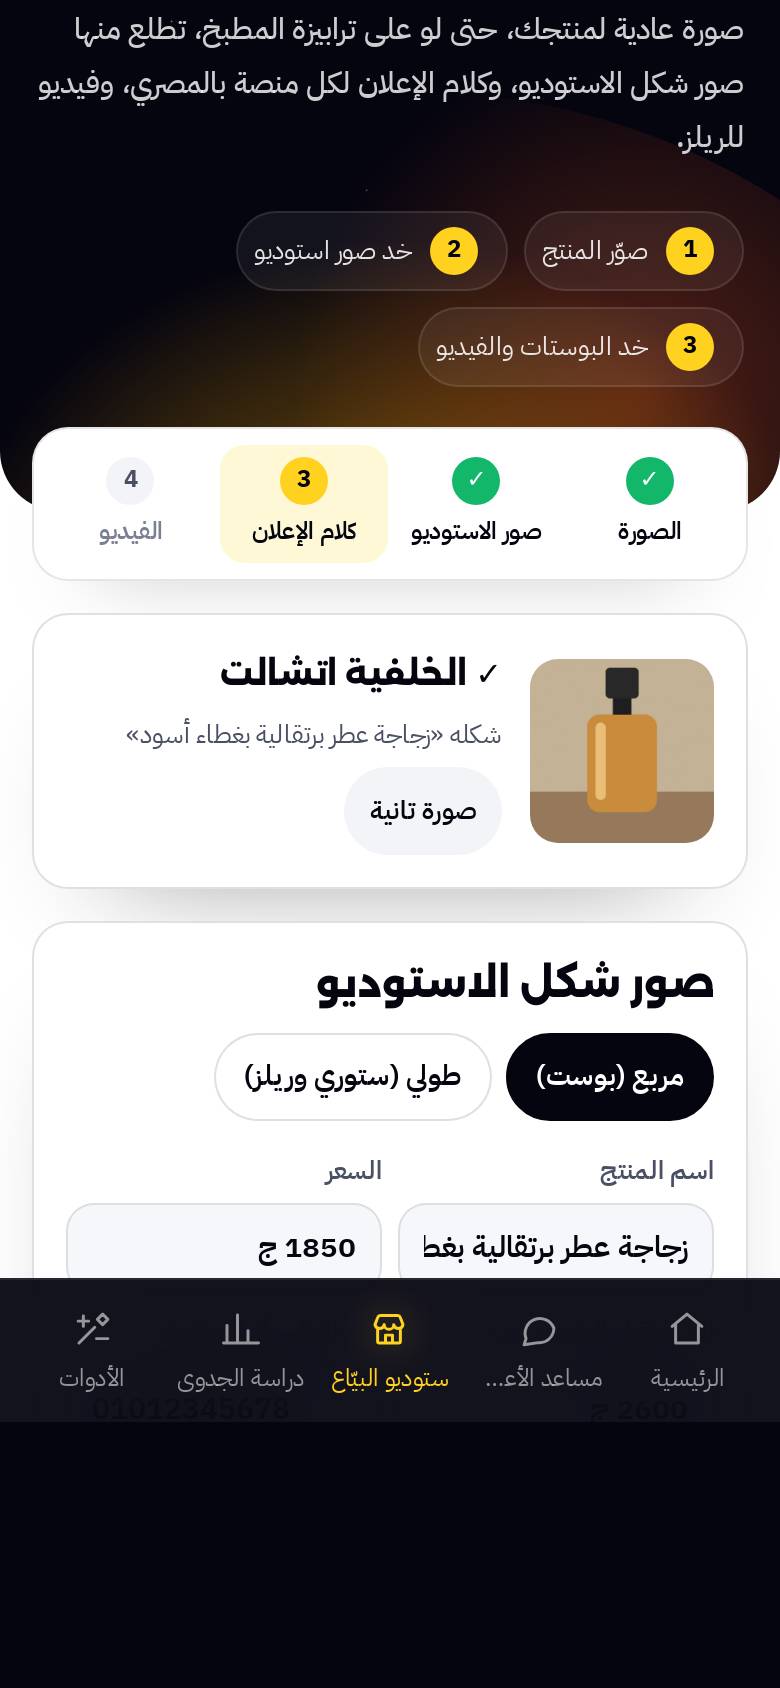 صورة عادية لمنتجك، حتى لو على ترابيزة المطبخ، تطلع منها
صور شكل الاستوديو، وكلام الإعلان لكل منصة بالمصري، وفيديو
للريلز.
1 صوّر المنتج
2 خد صور استوديو
3 خد البوستات والفيديو
✓ ✓ 3 4
الصورة صور الاستوديو كلام الإعلان الفيديو
✓ الخلفية اتشالت
شكله «زجاجة عطر برتقالية بغطاء أسود»
صورة تانية
صور شكل الاستوديو
مربع (بوست) طولي (ستوري وريلز)
اسم المنتج السعر
زجاجة عطر برتقالية بغط 1850 ج
الرئيسية مساعد الأع... ستوديو البيّاع دراسة الجدوى الأدوات
2600 ج 01012345678